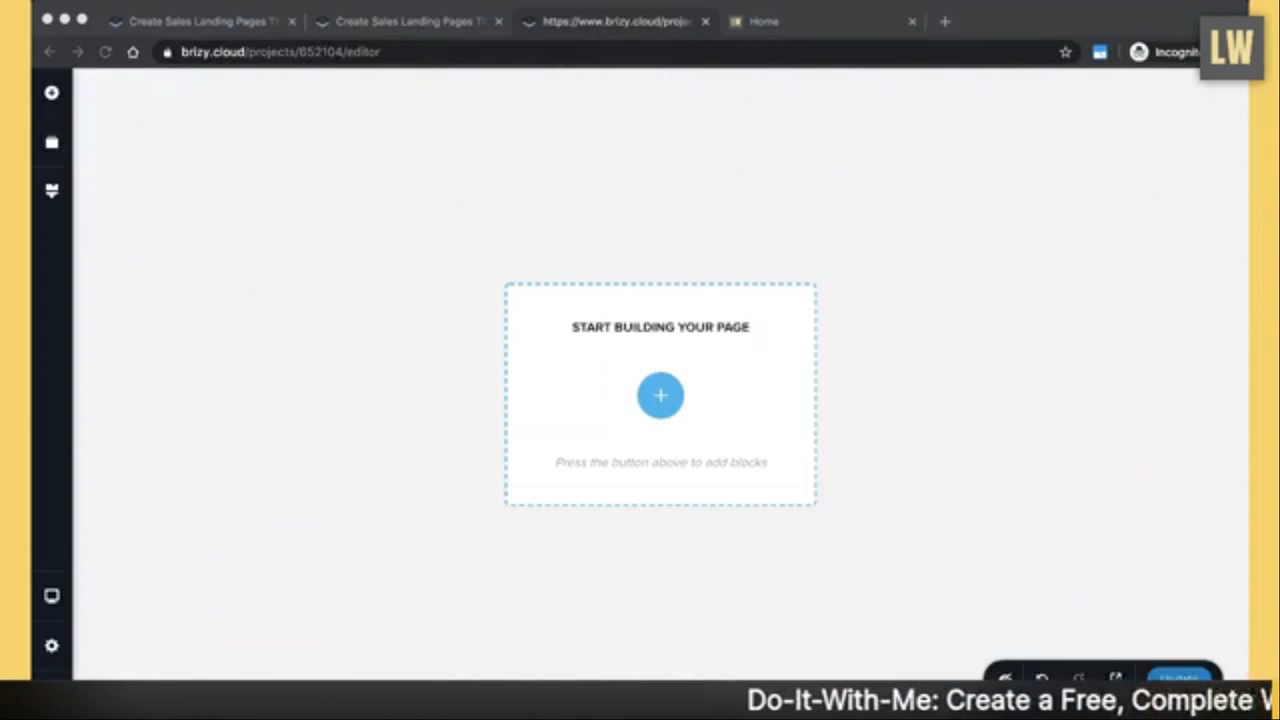 Create Sales Landing Pages T
Create Sales Landing Pages T
https://www.brizy.cloud/proje
Home
brizy.cloud/projects/652104/editor
Incognit
LW
START BUILDING YOUR PAGE
Press the button above to add blocks
Update
Do-It-With-Me: Create a Free, Complete